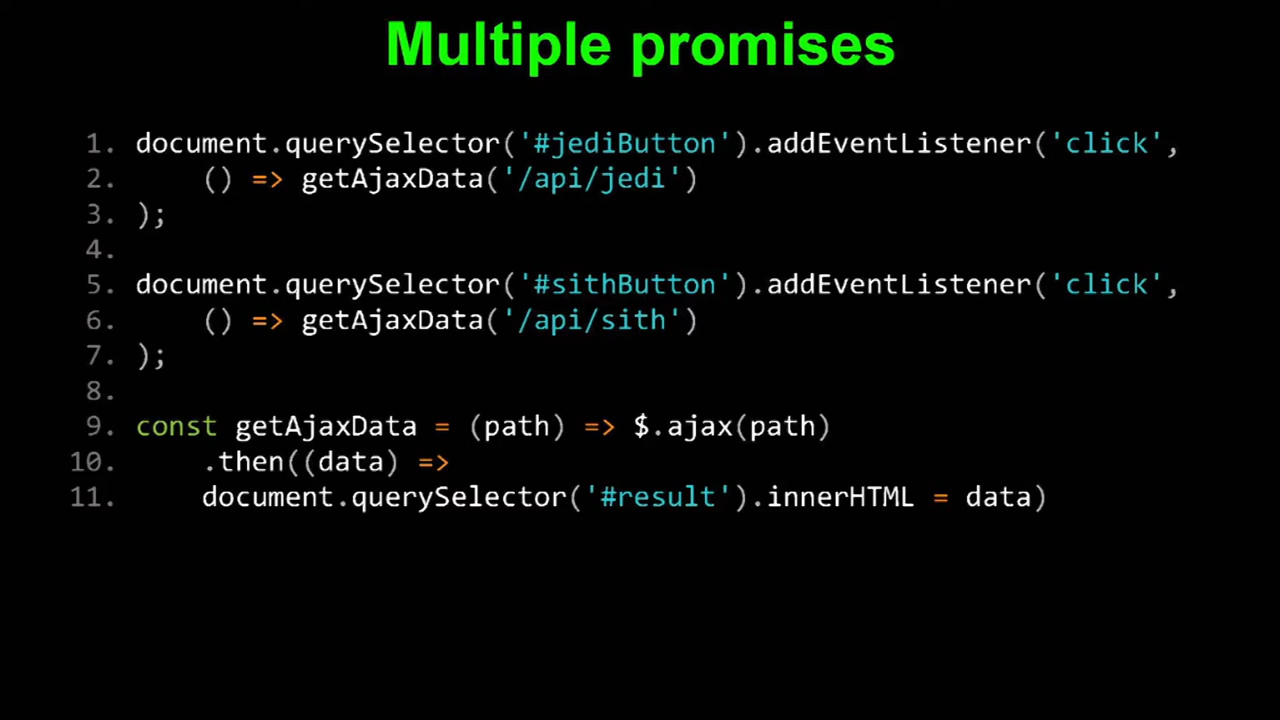 Multiple promises
1. document.querySelector('#jediButton').addEventListener('click',
2.     () => getAjaxData('/api/jedi')
3. );
4.
5. document.querySelector('#sithButton').addEventListener('click',
6.     () => getAjaxData('/api/sith')
7. );
8.
9. const getAjaxData = (path) => $.ajax(path)
10.     .then((data) =>
11.     document.querySelector('#result').innerHTML = data)